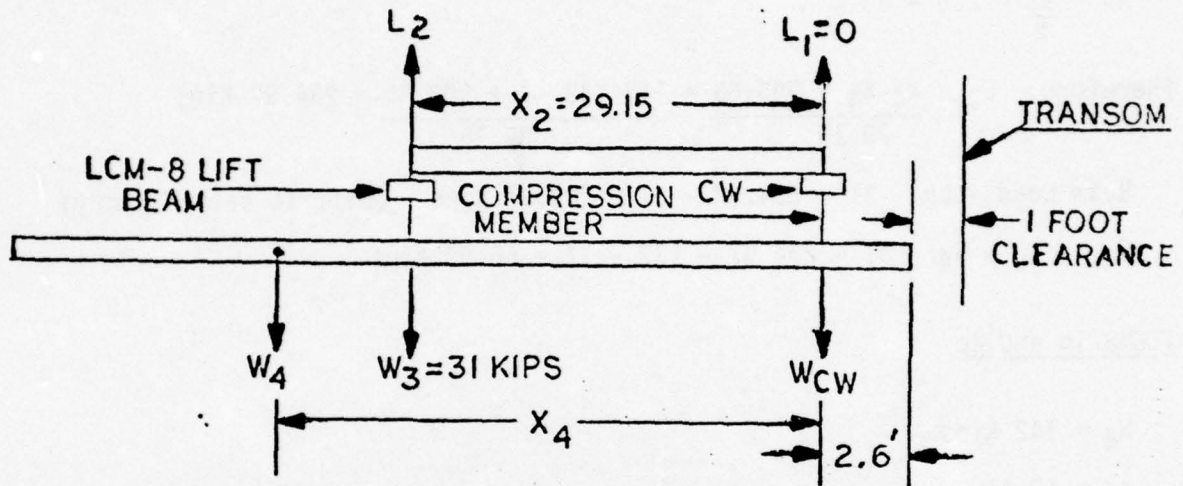 Therefore
L2
L1=0
X2=29.15
TRANSOM
LCM-8 LIFT
BEAM
COMPRESSION
MEMBER
CW
1 FOOT
CLEARANCE
W4
W3=31 KIPS
WCW
X4
2.6'